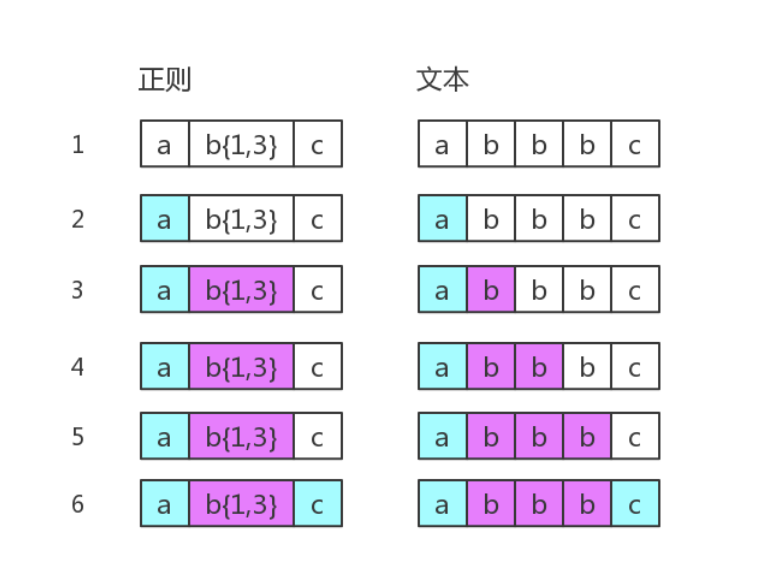 正则 文本
1 a b{1,3} c a b b b c
2 a b{1,3} c a b b b c
3 a b{1,3} c a b b b c
4 a b{1,3} c a b b b c
5 a b{1,3} c a b b b c
6 a b{1,3} c a b b b c